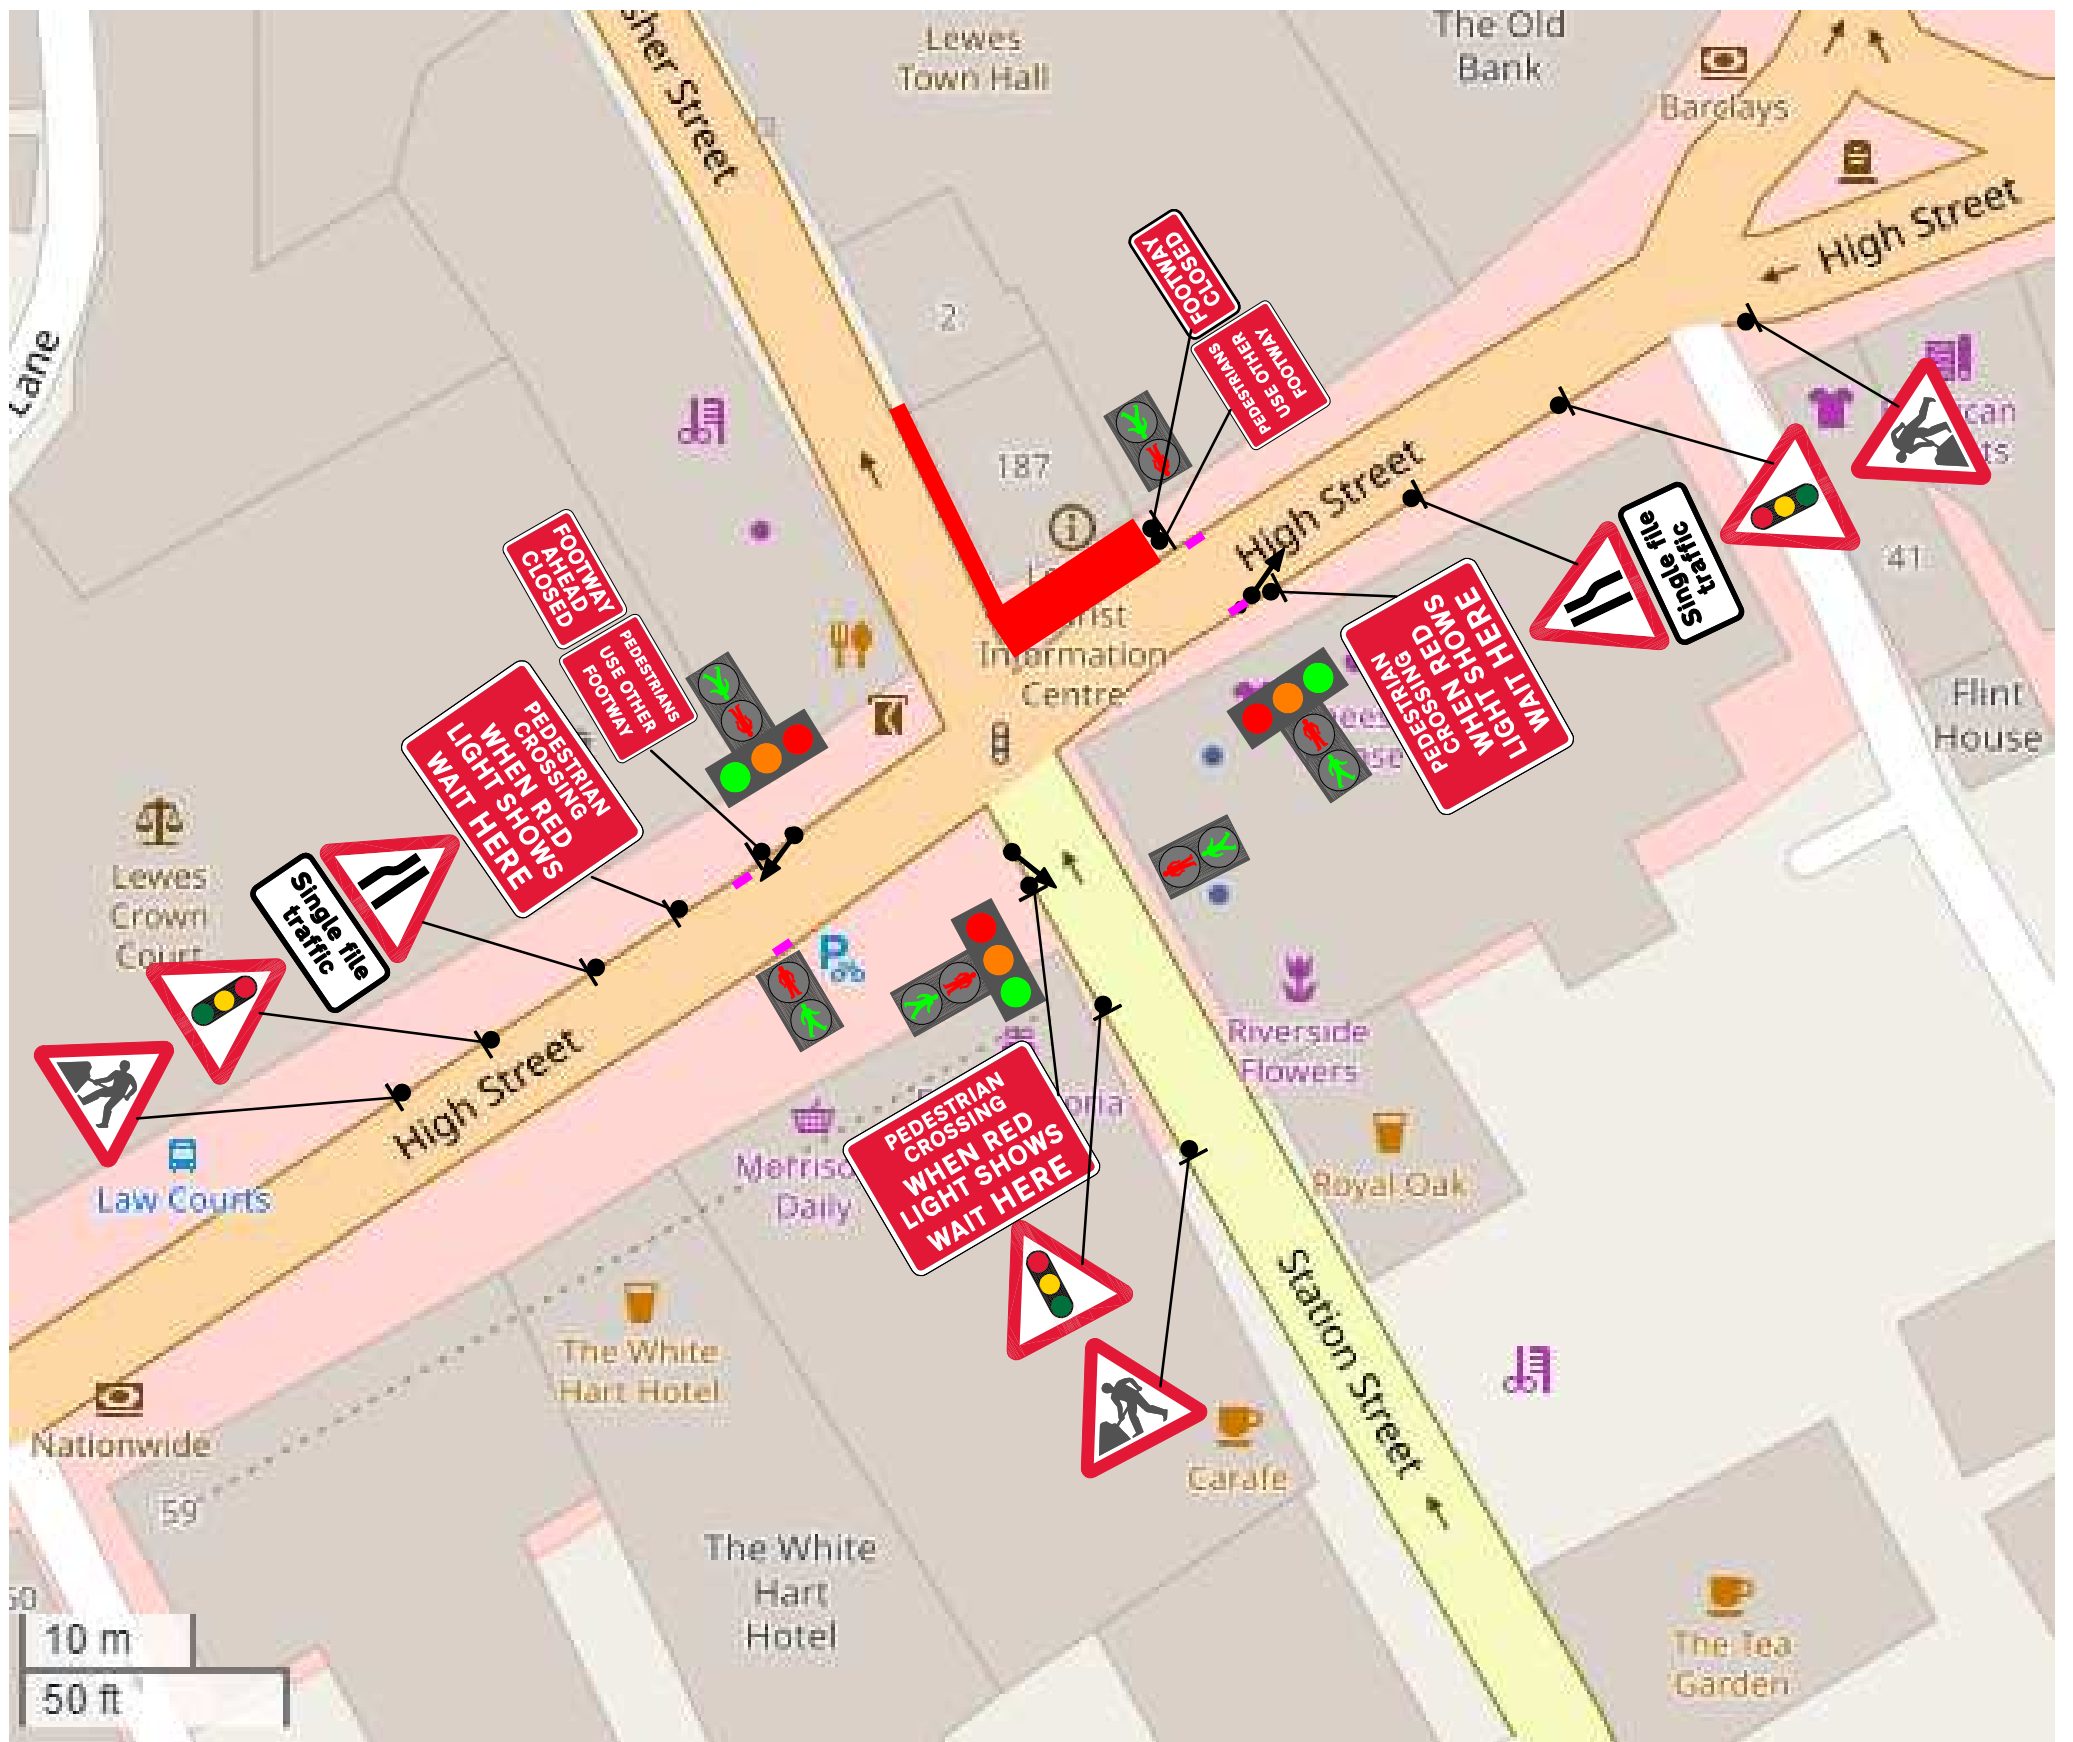 Lewes
Town Hall
The Old
Bank
Barclays
sher Street
High Street
Lane
2
187
FOOTWAY
CLOSED
PEDESTRIANS
USE OTHER
FOOTWAY
High Street
41
Single file
traffic
Flint
House
FOOTWAY
AHEAD
CLOSED
PEDESTRIANS
USE OTHER
FOOTWAY
Information
Centre
PEDESTRIAN
CROSSING
WHEN RED
LIGHT SHOWS
WAIT HERE
PEDESTRIAN
CROSSING
WHEN RED
LIGHT SHOWS
WAIT HERE
Lewes
Crown
Court
Single file
traffic
P
High Street
Law Courts
Riverside
Flowers
PEDESTRIAN
CROSSING
WHEN RED
LIGHT SHOWS
WAIT HERE
Daily
Royal Oak
The White
Hart Hotel
Station Street
Nationwide
Carafe
59
The White
Hart
Hotel
10 m
50 ft
The Tea
Garden